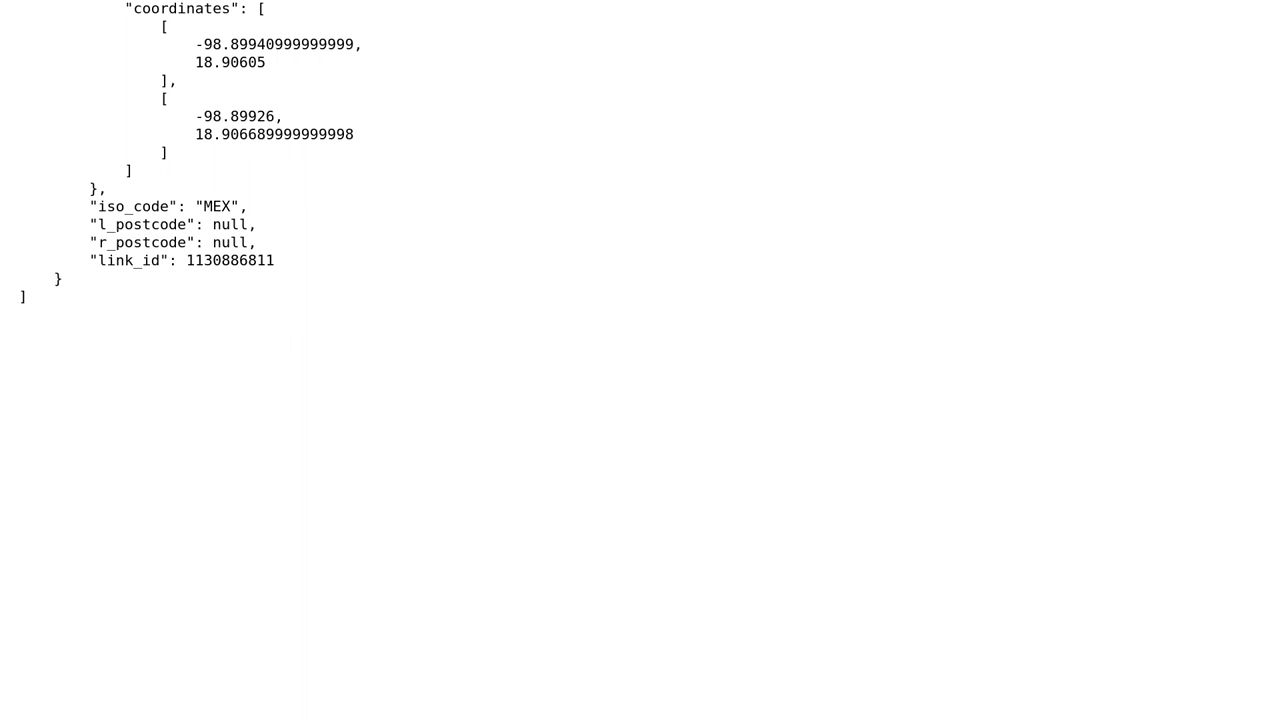 "coordinates": [
[
-98.89940999999999,
18.90605
],
[
-98.89926,
18.906689999999998
]
]
},
"iso_code": "MEX",
"l_postcode": null,
"r_postcode": null,
"link_id": 1130886811
}
]